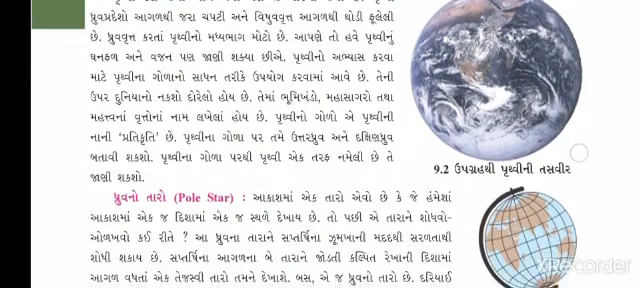 ધ્રુવપ્રદેશો આગળથી જરા ચપટી અને વિષુવવૃત્ત આગળથી થોડી ફૂલેલી
છે. ધ્રુવવૃત્ત કરતાં પૃથ્વીનો મધ્યભાગ મોટો છે. આપણે તો હવે પૃથ્વીનું
ઘનફળ અને વજન પણ જાણી શક્યા છીએ. પૃથ્વીનો અભ્યાસ કરવા
માટે પૃથ્વીના ગોળાનો સાધન તરીકે ઉપયોગ કરવામાં આવે છે. તેની
ઉપર દુનિયાનો નકશો દોરેલો હોય છે. તેમાં ભૂમિખંડો, મહાસાગરો તથા
મહત્ત્વનાં વૃત્તોનાં નામ લખેલાં હોય છે. પૃથ્વીનો ગોળો એ પૃથ્વીની
નાની ‘પ્રતિકૃતિ’ છે. પૃથ્વીના ગોળા પર તમે ઉત્તરધ્રુવ અને દક્ષિણધ્રુવ
બતાવી શકશો. પૃથ્વીના ગોળા પરથી પૃથ્વી એક તરફ નમેલી છે તે
જાણી શકશો.
9.2 ઉપગ્રહથી પૃથ્વીની તસવીર
ધ્રુવનો તારો (Pole Star) : આકાશમાં એક તારો એવો છે કે જે હંમેશાં
આકાશમાં એક જ દિશામાં એક જ સ્થળે દેખાય છે. તો પછી એ તારાને શોધવો-
ઓળખવો કઈ રીતે ? આ ધ્રુવના તારાને સપ્તર્ષિના ઝૂમખાની મદદથી સરળતાથી
શોધી શકાય છે. સપ્તર્ષિના આગળના બે તારાને જોડતી કલ્પિત રેખાની દિશામાં
આગળ વધતાં એક તેજસ્વી તારો તમને દેખાશે. બસ, એ જ ધ્રુવનો તારો છે. દરિયાઈ
XRecorder